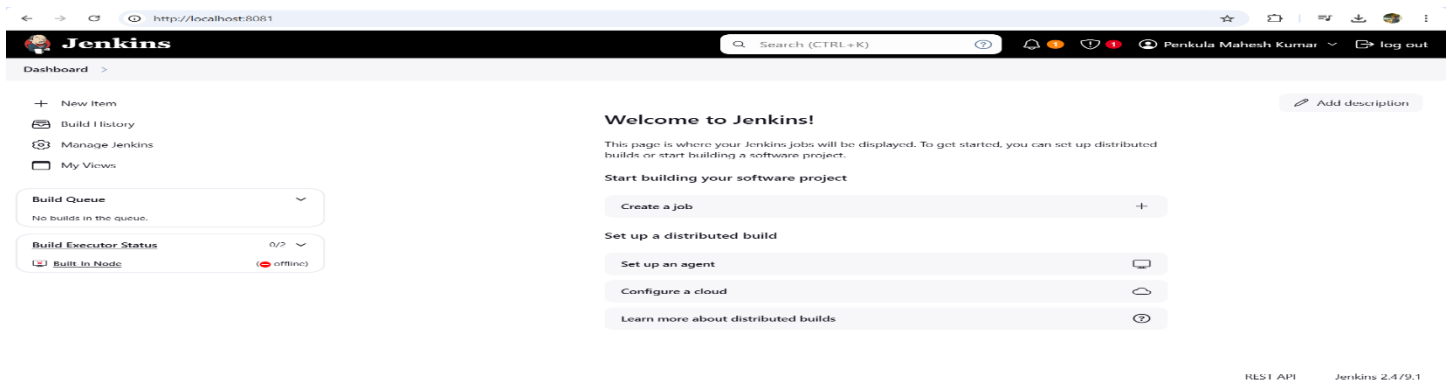 http://localhost:8081
Jenkins
Search (CTRL+K)
1
1
Penkula Mahesh Kumar
log out
Dashboard >
New Item
Build History
Manage Jenkins
My Views
Build Queue
No builds in the queue.
Build Executor Status 0/2
Built In Node (offline)
Add description
Welcome to Jenkins!
This page is where your Jenkins jobs will be displayed. To get started, you can set up distributed
builds or start building a software project.
Start building your software project
Create a job
Set up a distributed build
Set up an agent
Configure a cloud
Learn more about distributed builds
REST API Jenkins 2.479.1